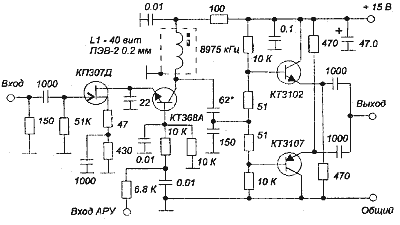 0.01
100
+ 15 В
L1 - 40 вит
ПЭВ-2 0.2 мм
8975 кГц
0.1
470
47.0
+
10 К
Вход
1000
КП307Д
КТ3102
1000
22
62*
51
Выход
КТ368А
150
51К
47
51
1000
10 К
150
КТ3107
0.01
10 К
430
1000
470
6.8 К
0.01
10 К
Вход АРУ
Общий